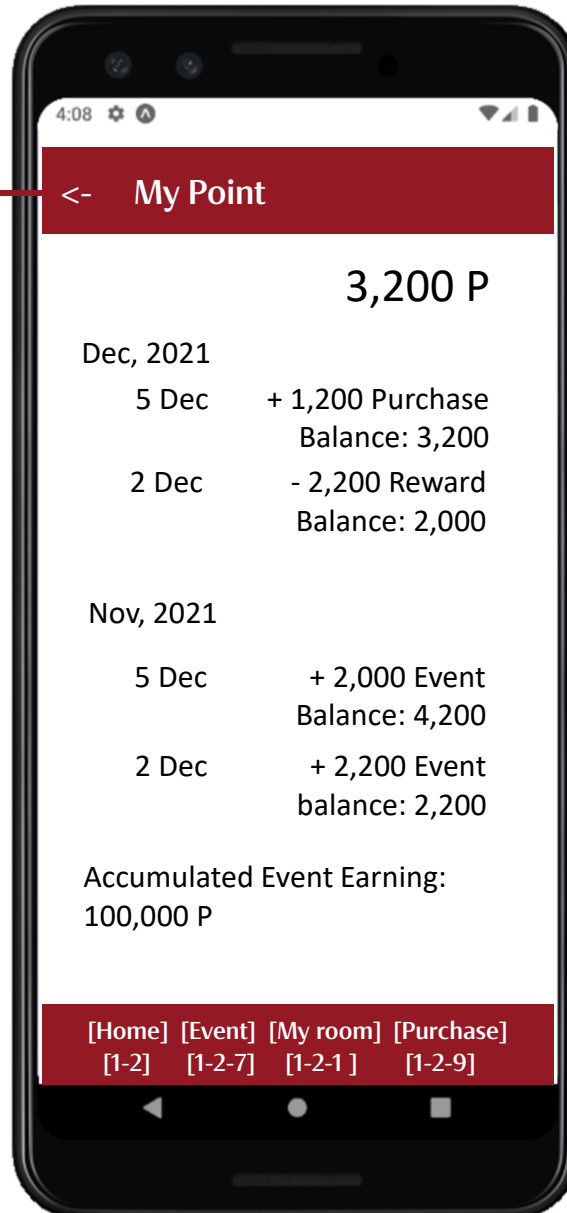 4:08
<- My Point
3,200 P
Dec, 2021
5 Dec + 1,200 Purchase
Balance: 3,200
2 Dec - 2,200 Reward
Balance: 2,000
Nov, 2021
5 Dec + 2,000 Event
Balance: 4,200
2 Dec + 2,200 Event
balance: 2,200
Accumulated Event Earning:
100,000 P
[Home] [Event] [My room] [Purchase]
[1-2] [1-2-7] [1-2-1 ] [1-2-9]